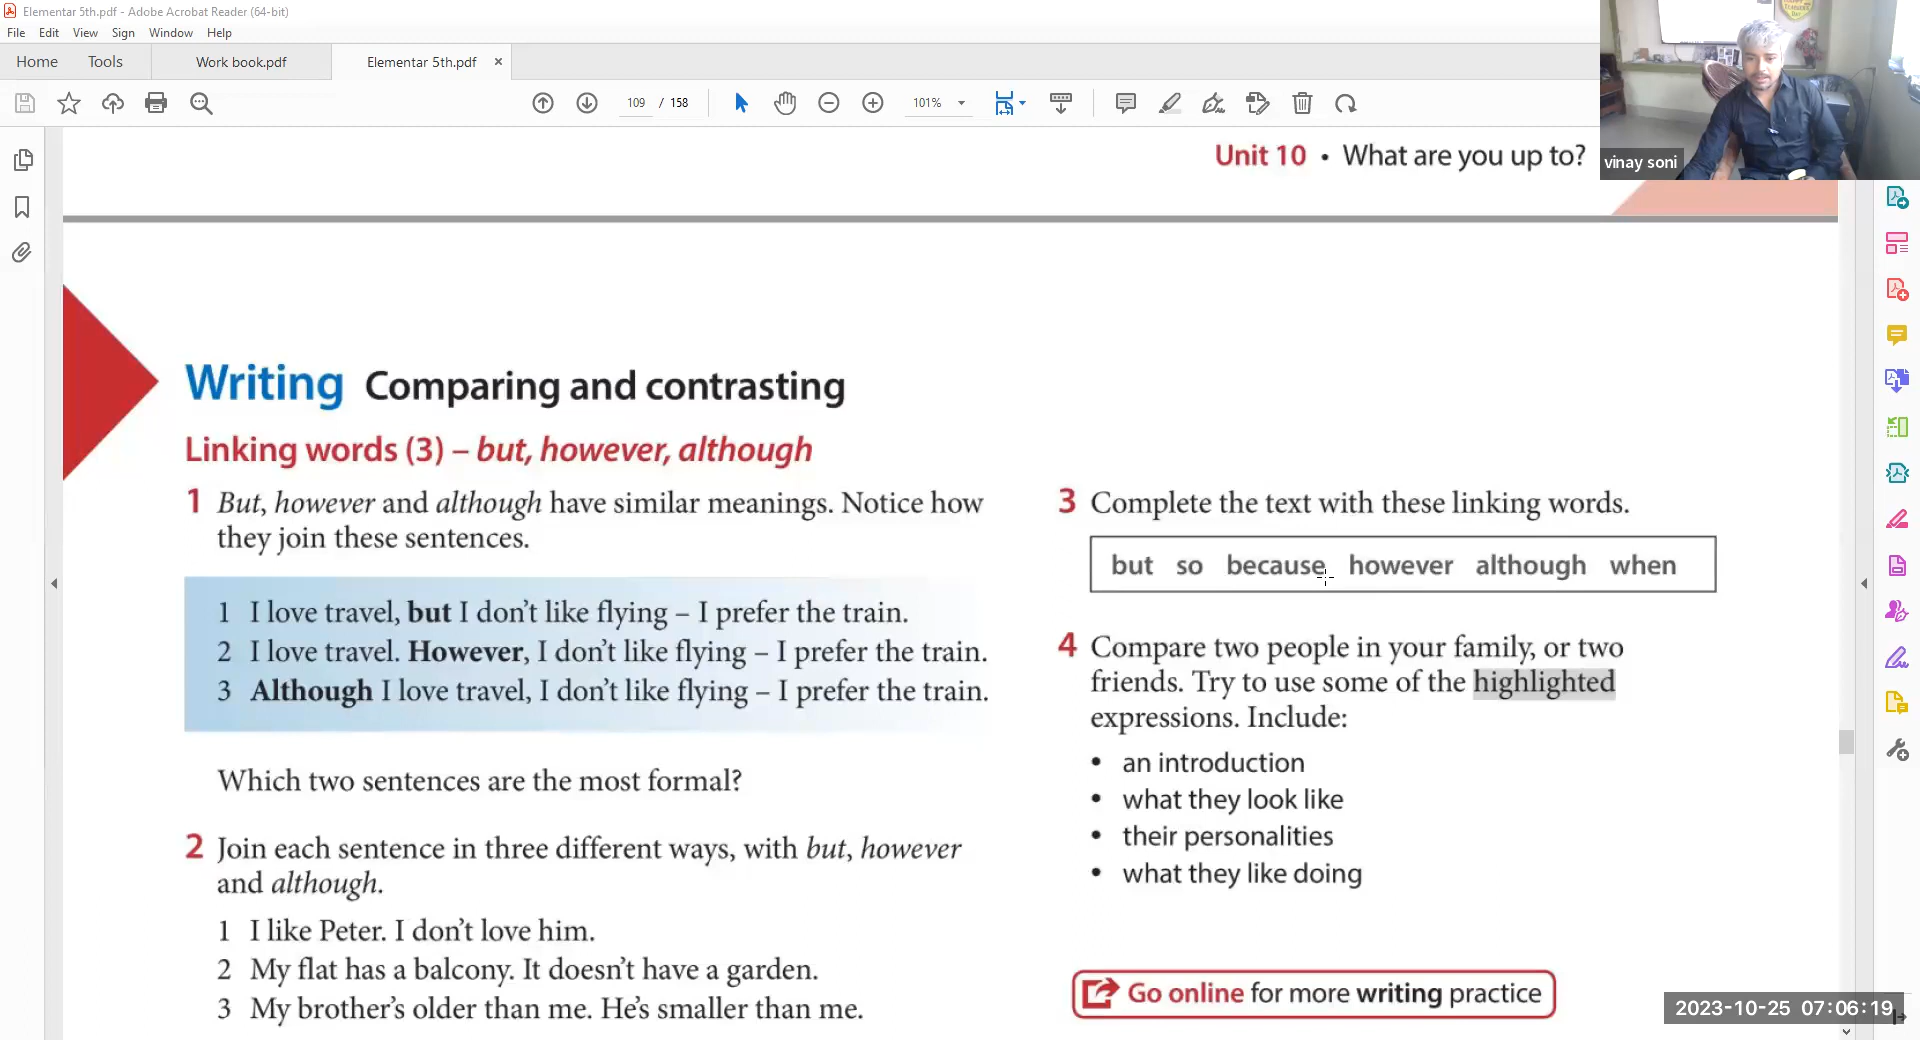 Elementar 5th.pdf - Adobe Acrobat Reader (64-bit)
File Edit View Sign Window Help
Home Tools Work book.pdf Elementar 5th.pdf ×
109 / 158 101%
vinay soni
Unit 10 • What are you up to?
Writing Comparing and contrasting
Linking words (3) – but, however, although
1 But, however and although have similar meanings. Notice how
they join these sentences.
1 I love travel, but I don’t like flying – I prefer the train.
2 I love travel. However, I don’t like flying – I prefer the train.
3 Although I love travel, I don’t like flying – I prefer the train.
Which two sentences are the most formal?
2 Join each sentence in three different ways, with but, however
and although.
1 I like Peter. I don’t love him.
2 My flat has a balcony. It doesn’t have a garden.
3 My brother’s older than me. He’s smaller than me.
3 Complete the text with these linking words.
but so because however although when
4 Compare two people in your family, or two
friends. Try to use some of the highlighted
expressions. Include:
• an introduction
• what they look like
• their personalities
• what they like doing
Go online for more writing practice
2023-10-25 07:06:19